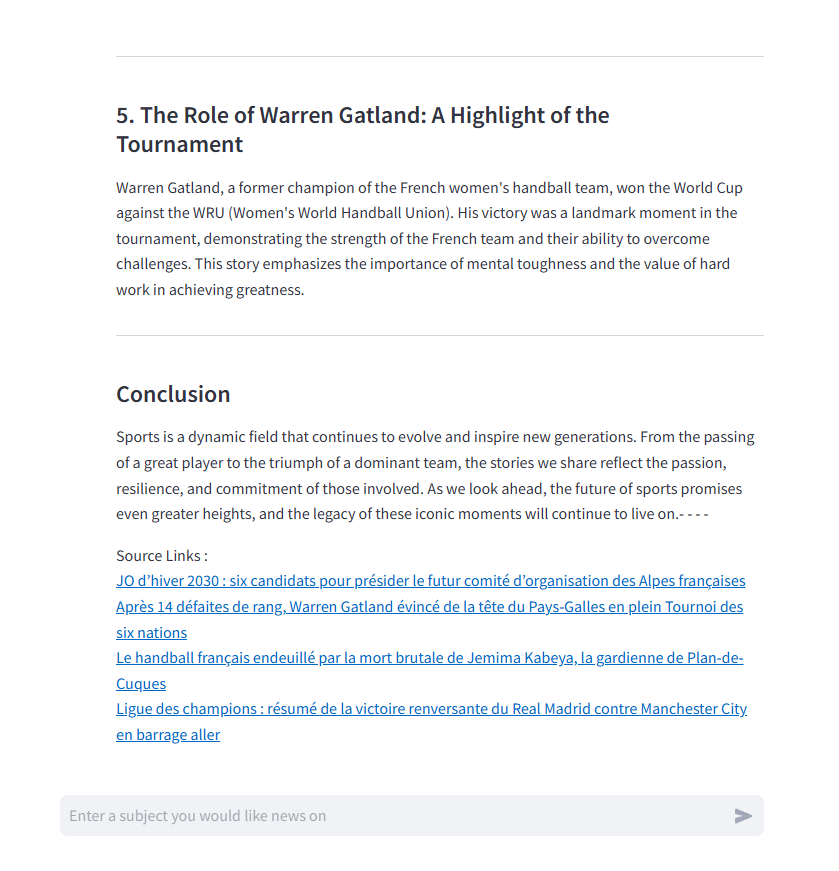 5. The Role of Warren Gatland: A Highlight of the
Tournament
Warren Gatland, a former champion of the French women's handball team, won the World Cup
against the WRU (Women's World Handball Union). His victory was a landmark moment in the
tournament, demonstrating the strength of the French team and their ability to overcome
challenges. This story emphasizes the importance of mental toughness and the value of hard
work in achieving greatness.
Conclusion
Sports is a dynamic field that continues to evolve and inspire new generations. From the passing
of a great player to the triumph of a dominant team, the stories we share reflect the passion,
resilience, and commitment of those involved. As we look ahead, the future of sports promises
even greater heights, and the legacy of these iconic moments will continue to live on.- - - -
Source Links :
JO d’hiver 2030 : six candidats pour présider le futur comité d’organisation des Alpes françaises
Après 14 défaites de rang, Warren Gatland évincé de la tête du Pays-Galles en plein Tournoi des
six nations
Le handball français endeuillé par la mort brutale de Jemima Kabeya, la gardienne de Plan-de-
Cuques
Ligue des champions : résumé de la victoire renversante du Real Madrid contre Manchester City
en barrage aller
Enter a subject you would like news on